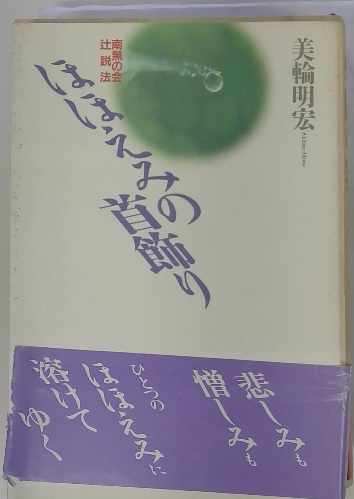 美輪明宏
Akihiro Miwa
南無の会
辻説法
ほほえみの
首飾り
悲しみも
憎しみも
ひとつの
ほほえみに
溶けて
ゆく